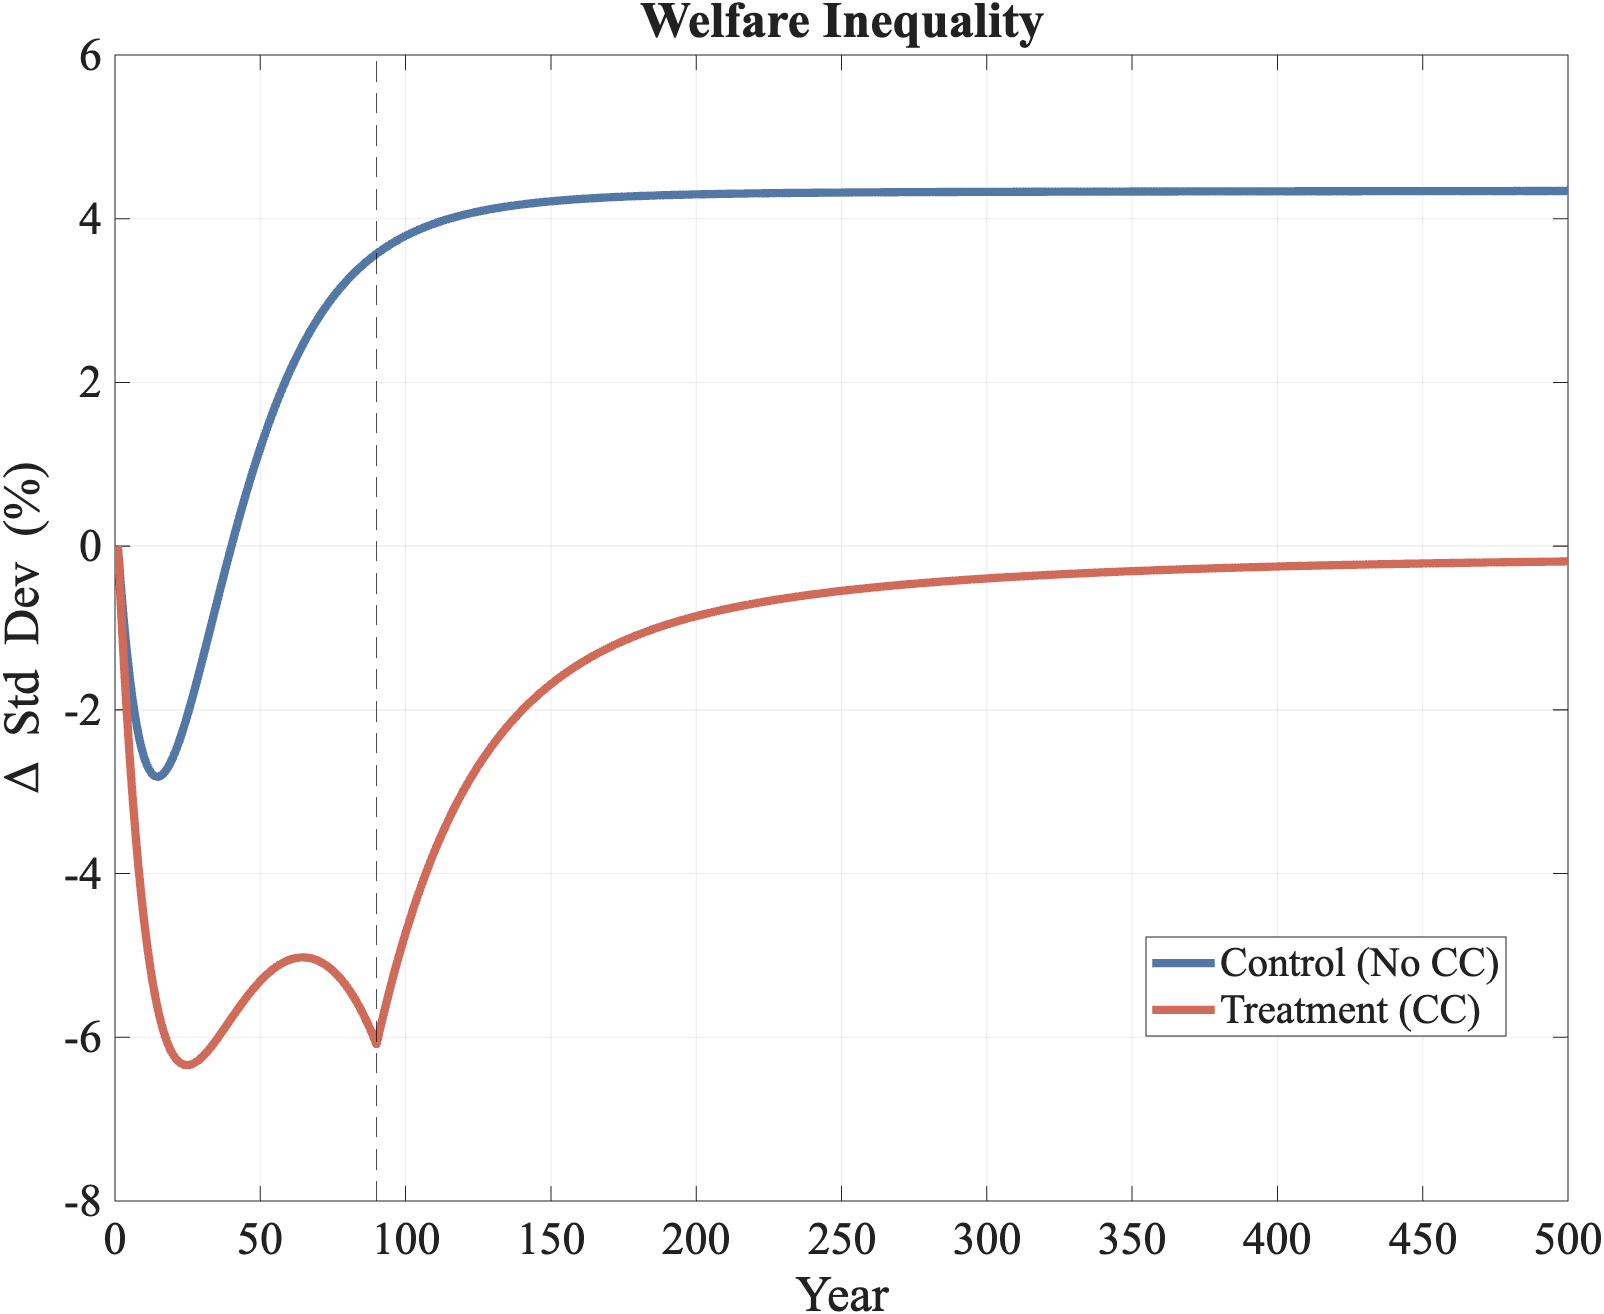 Welfare Inequality
6
4
2
0
-2
-4
-6
-8
Δ Std Dev (%)
Control (No CC)
Treatment (CC)
0 50 100 150 200 250 300 350 400 450 500
Year